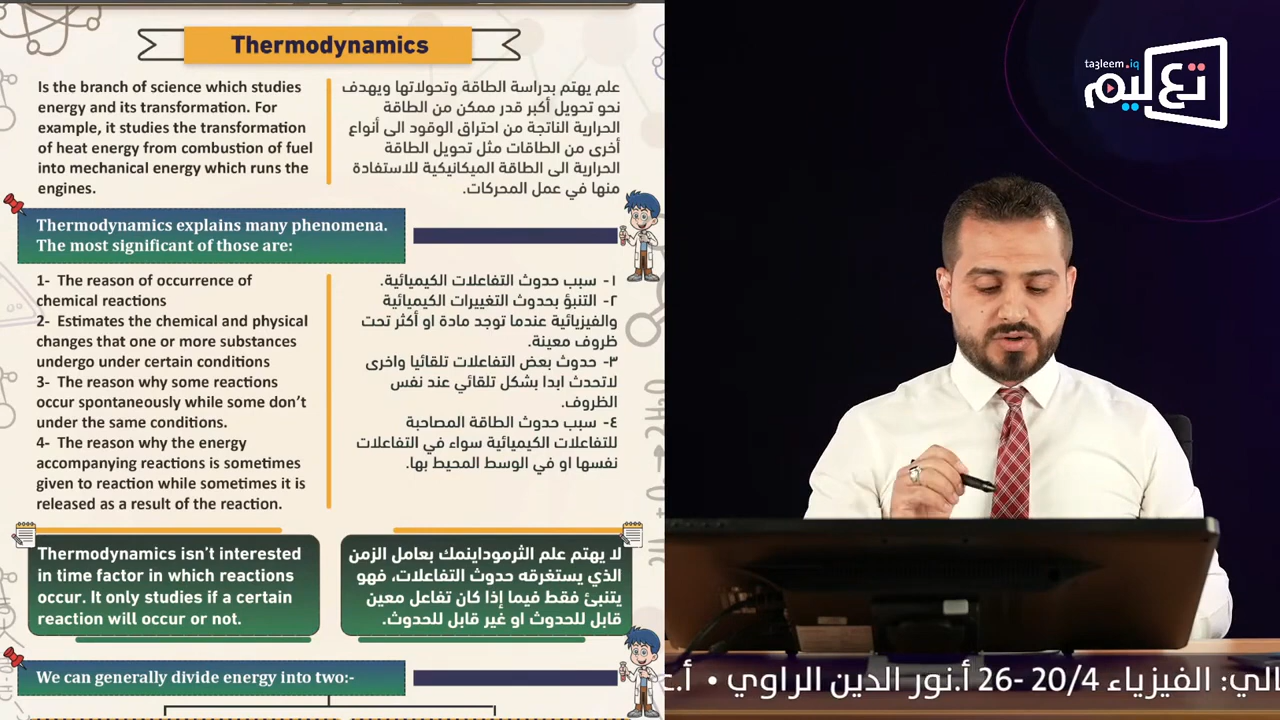 Thermodynamics
Is the branch of science which studies
energy and its transformation. For
example, it studies the transformation
of heat energy from combustion of fuel
into mechanical energy which runs the
engines.
علم يهتم بدراسة الطاقة وتحولاتها ويهدف
نحو تحويل أكبر قدر ممكن من الطاقة
الحرارية الناتجة من احتراق الوقود الى أنواع
أخرى من الطاقات مثل تحويل الطاقة
الحرارية الى الطاقة الميكانيكية للاستفادة
منها في عمل المحركات.
Thermodynamics explains many phenomena.
The most significant of those are:
1- The reason of occurrence of
chemical reactions
2- Estimates the chemical and physical
changes that one or more substances
undergo under certain conditions
3- The reason why some reactions
occur spontaneously while some don't
under the same conditions.
4- The reason why the energy
accompanying reactions is sometimes
given to reaction while sometimes it is
released as a result of the reaction.
١- سبب حدوث التفاعلات الكيميائية.
٢- التنبؤ بحدوث التغييرات الكيميائية
والفيزيائية عندما توجد مادة او أكثر تحت
ظروف معينة.
٣- حدوث بعض التفاعلات تلقائيا واخرى
لاتحدث ابدا بشكل تلقائي عند نفس
الظروف.
٤- سبب حدوث الطاقة المصاحبة
للتفاعلات الكيميائية سواء في التفاعلات
نفسها او في الوسط المحيط بها.
Thermodynamics isn't interested
in time factor in which reactions
occur. It only studies if a certain
reaction will occur or not.
لا يهتم علم الثرموداينمك بعامل الزمن
الذي يستغرقه حدوث التفاعلات، فهو
يتنبئ فقط فيما إذا كان تفاعل معين
قابل للحدوث او غير قابل للحدوث.
We can generally divide energy into two:-
ta3leem.iq
تعليم
الي: الفيزياء 20/4 -26 أ.نور الدين الراوي •